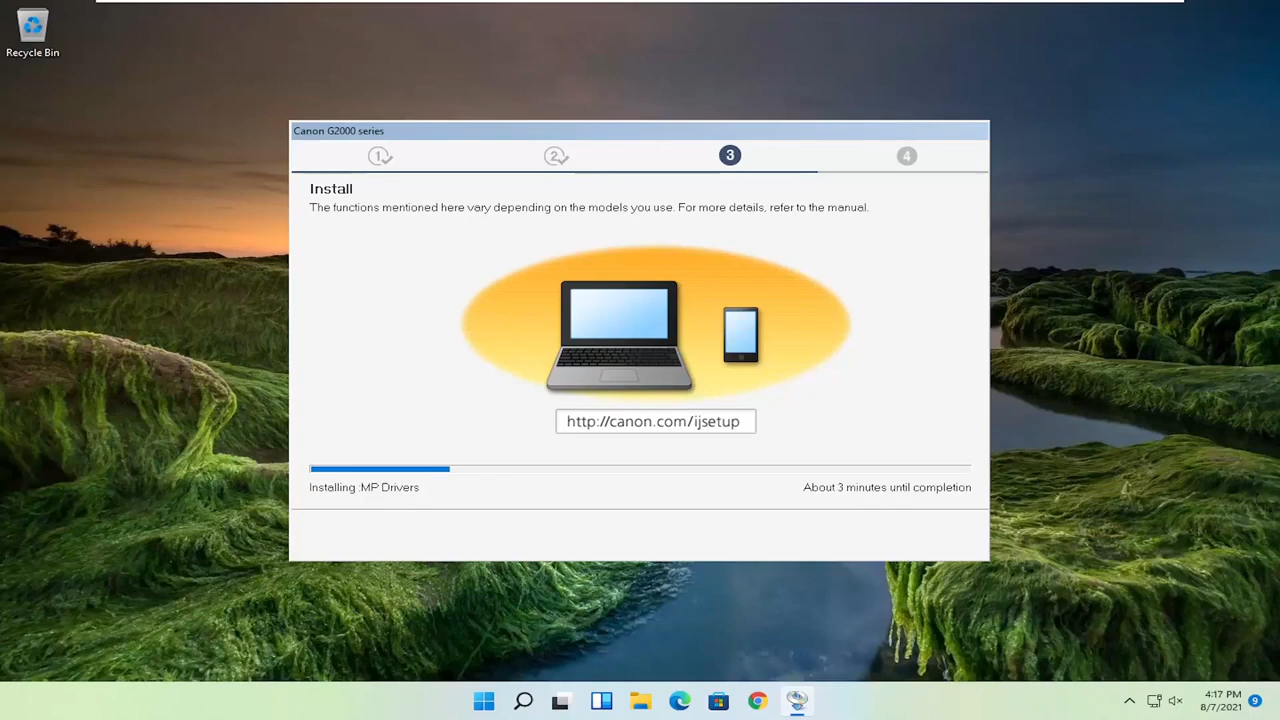 Recycle Bin
Canon G2000 series
1
2
3
4
Install
The functions mentioned here vary depending on the models you use. For more details, refer to the manual.
http://canon.com/ijsetup
Installing :MP Drivers
About 3 minutes until completion
4:17 PM
8/7/2021
9